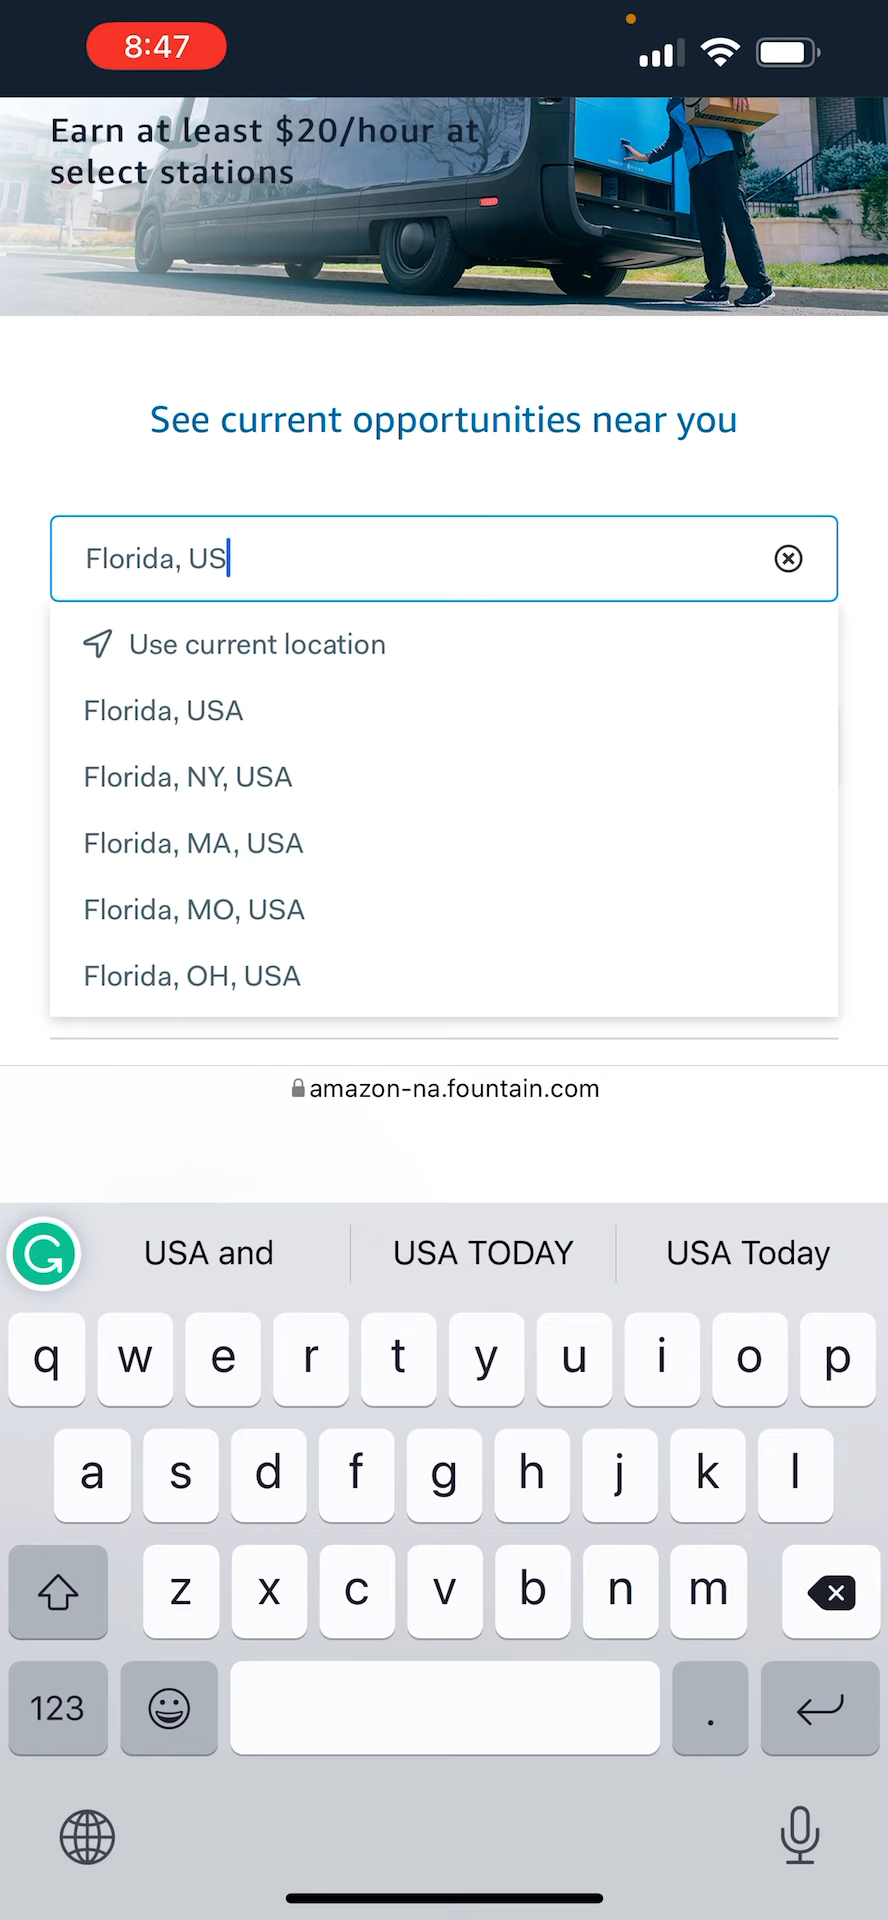 8:47
Earn at least $20/hour at
select stations
See current opportunities near you
Florida, US
Use current location
Florida, USA
Florida, NY, USA
Florida, MA, USA
Florida, MO, USA
Florida, OH, USA
amazon-na.fountain.com
USA and USA TODAY USA Today
q w e r t y u i o p
a s d f g h j k l
z x c v b n m
123 .